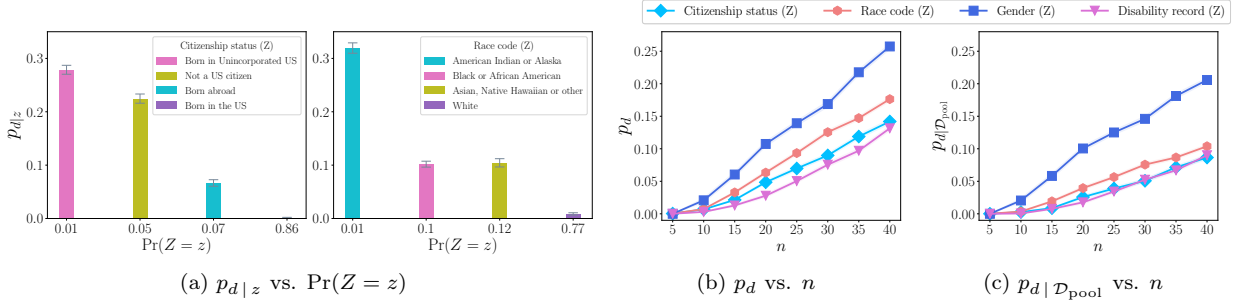 Citizenship status (Z)
Born in Unincorporated US
Not a US citizen
Born abroad
Born in the US
p_{d|z}
0.3
0.2
0.1
0.0
0.01 0.05 0.07 0.86
Pr(Z = z)
Race code (Z)
American Indian or Alaska
Black or African American
Asian, Native Hawaiian or other
White
0.3
0.2
0.1
0.0
0.01 0.1 0.12 0.77
Pr(Z = z)
(a) p_{d | z} vs. Pr(Z = z)
Citizenship status (Z) Race code (Z) Gender (Z) Disability record (Z)
p_d
0.25
0.20
0.15
0.10
0.05
0.00
5 10 15 20 25 30 35 40
n
(b) p_d vs. n
p_{d|𝒟_pool}
0.25
0.20
0.15
0.10
0.05
0.00
5 10 15 20 25 30 35 40
n
(c) p_{d | 𝒟_pool} vs. n